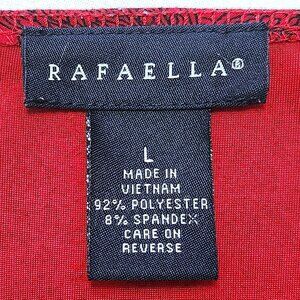 RAFAELLA®
L
MADE IN
VIETNAM
92% POLYESTER
8% SPANDEX
CARE ON
REVERSE